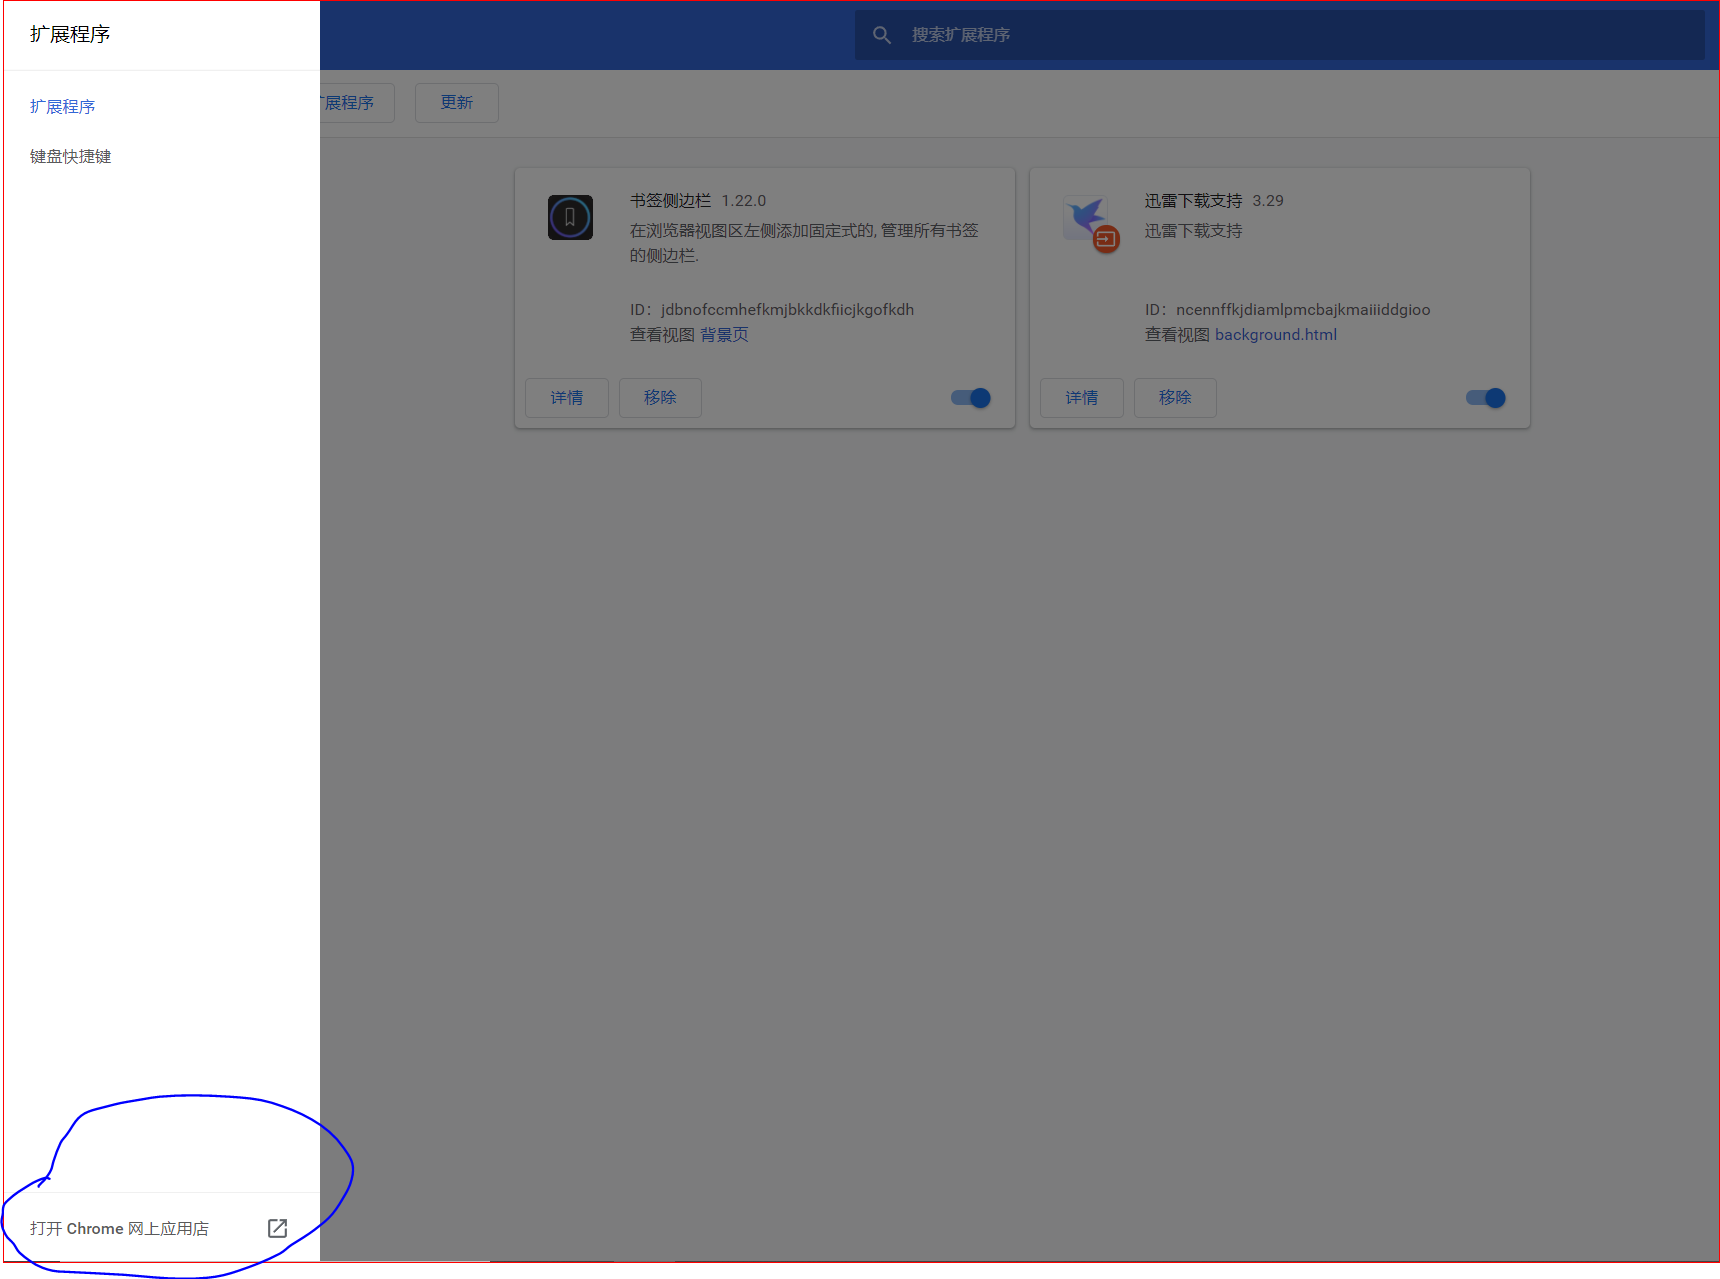 扩展程序
搜索扩展程序
扩展程序
键盘快捷键
展程序
更新
书签侧边栏 1.22.0
在浏览器视图区左侧添加固定式的, 管理所有书签
的侧边栏.
ID：jdbnofccmhefkmjbkkdkfiicjkgofkdh
查看视图 背景页
详情
移除
迅雷下载支持 3.29
迅雷下载支持
ID：ncennffkjdiamlpmcbajkmaiiiddgioo
查看视图 background.html
详情
移除
打开 Chrome 网上应用店